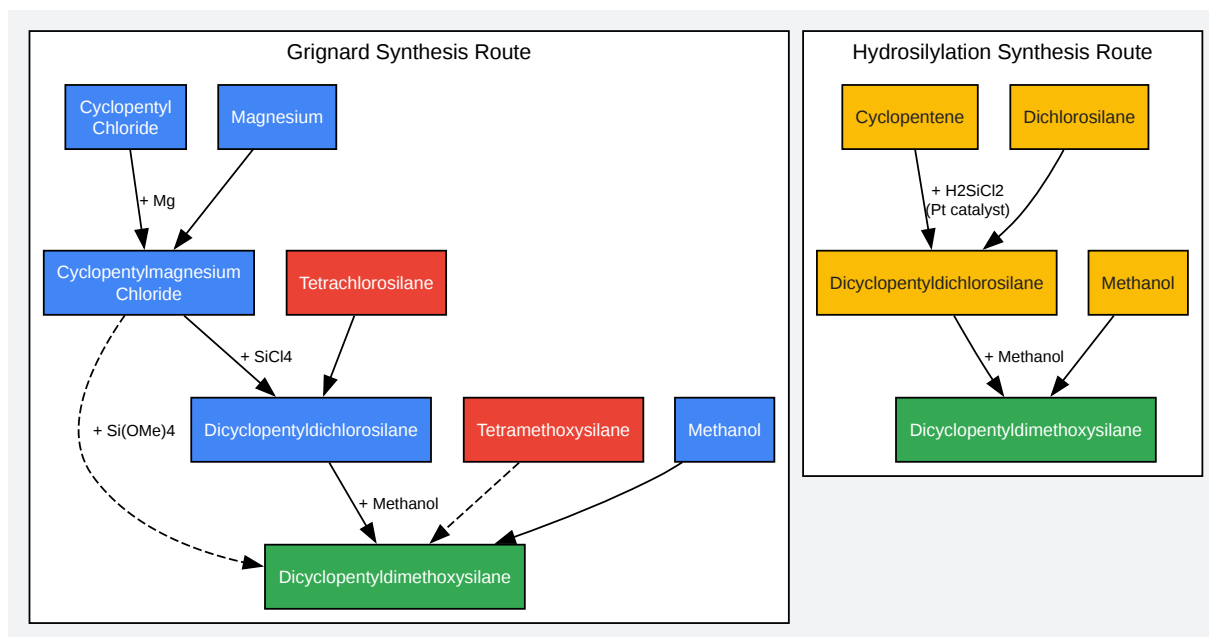 Grignard Synthesis Route
Cyclopentyl
Chloride
Magnesium
+ Mg
Cyclopentylmagnesium
Chloride
Tetrachlorosilane
+ SiCl4
Dicyclopentyldichlorosilane
Tetramethoxysilane
Methanol
+ Si(OMe)4
+ Methanol
Dicyclopentyldimethoxysilane
Hydrosilylation Synthesis Route
Cyclopentene
Dichlorosilane
+ H2SiCl2
(Pt catalyst)
Dicyclopentyldichlorosilane
Methanol
+ Methanol
Dicyclopentyldimethoxysilane